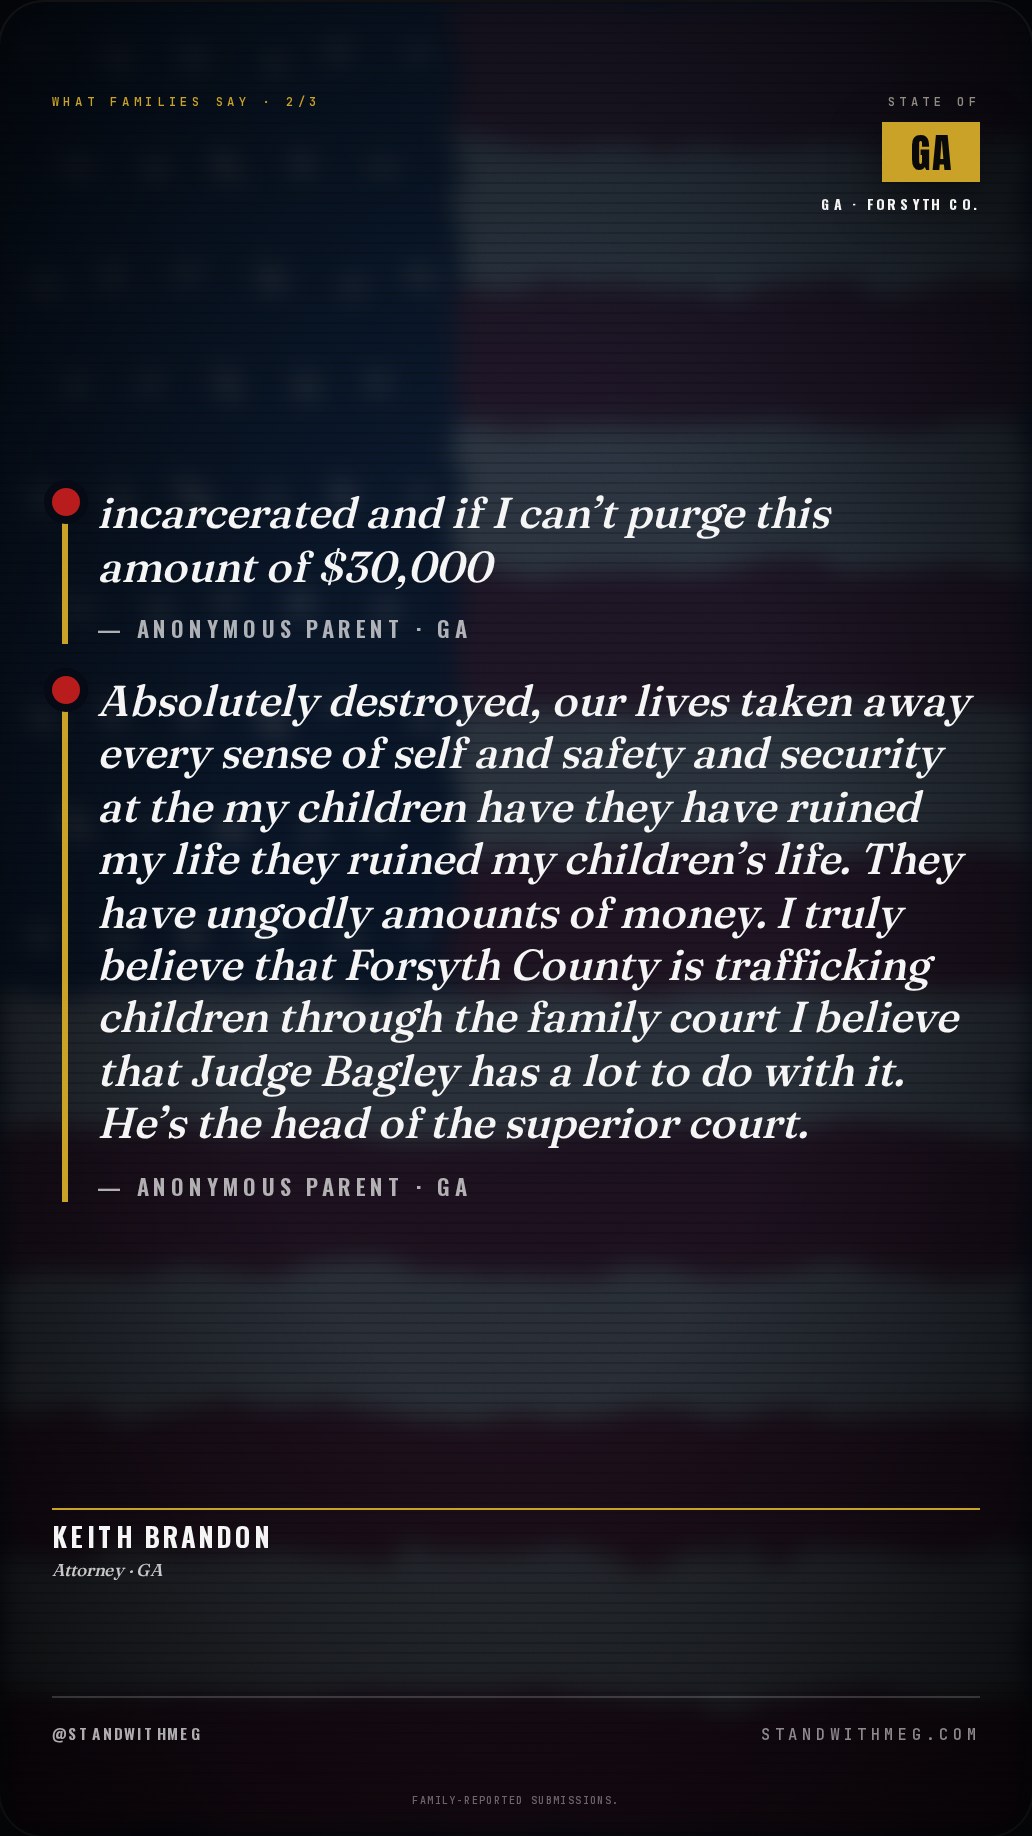 WHAT FAMILIES SAY · 2/3
STATE OF
GA
GA · FORSYTH CO.
incarcerated and if I can’t purge this
amount of $30,000
— ANONYMOUS PARENT · GA
Absolutely destroyed, our lives taken away
every sense of self and safety and security
at the my children have they have ruined
my life they ruined my children’s life. They
have ungodly amounts of money. I truly
believe that Forsyth County is trafficking
children through the family court I believe
that Judge Bagley has a lot to do with it.
He’s the head of the superior court.
— ANONYMOUS PARENT · GA
KEITH BRANDON
Attorney · GA
@STANDWITHMEG
STANDWITHMEG.COM
FAMILY-REPORTED SUBMISSIONS.